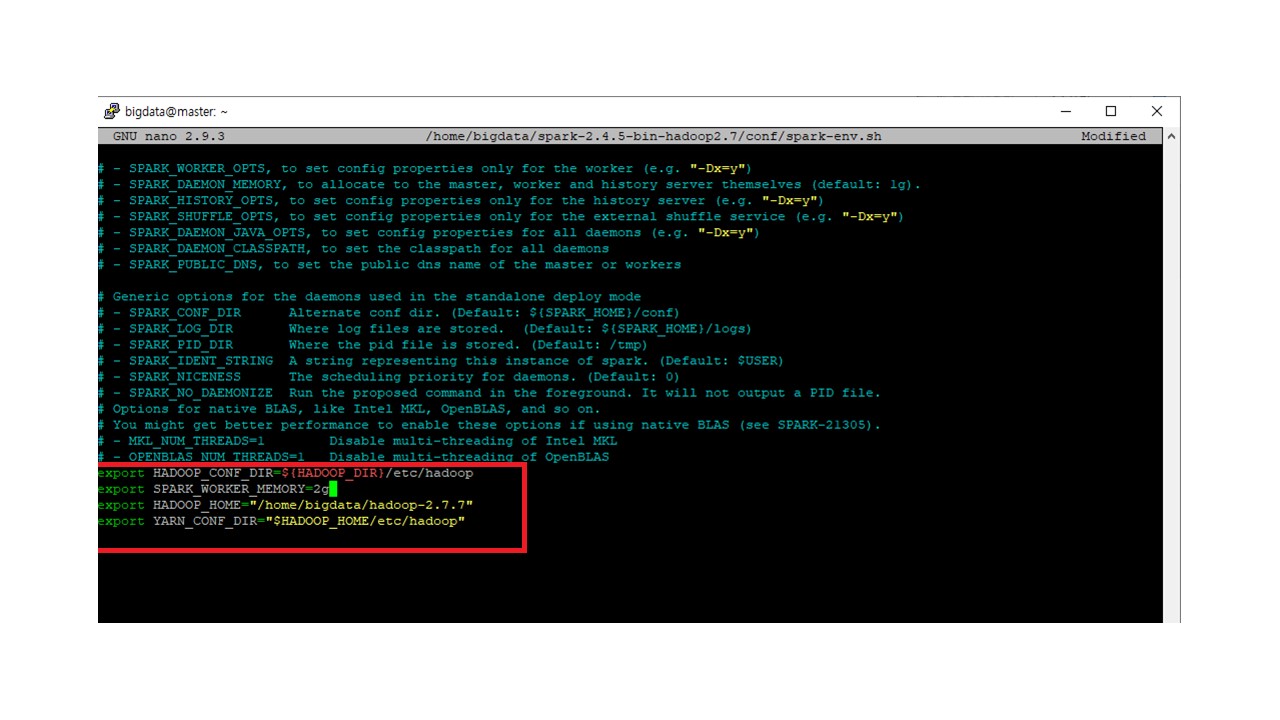 bigdata@master: ~
GNU nano 2.9.3 /home/bigdata/spark-2.4.5-bin-hadoop2.7/conf/spark-env.sh Modified
# - SPARK_WORKER_OPTS, to set config properties only for the worker (e.g. "-Dx=y")
# - SPARK_DAEMON_MEMORY, to allocate to the master, worker and history server themselves (default: 1g).
# - SPARK_HISTORY_OPTS, to set config properties only for the history server (e.g. "-Dx=y")
# - SPARK_SHUFFLE_OPTS, to set config properties only for the external shuffle service (e.g. "-Dx=y")
# - SPARK_DAEMON_JAVA_OPTS, to set config properties for all daemons (e.g. "-Dx=y")
# - SPARK_DAEMON_CLASSPATH, to set the classpath for all daemons
# - SPARK_PUBLIC_DNS, to set the public dns name of the master or workers
# Generic options for the daemons used in the standalone deploy mode
# - SPARK_CONF_DIR Alternate conf dir. (Default: ${SPARK_HOME}/conf)
# - SPARK_LOG_DIR Where log files are stored. (Default: ${SPARK_HOME}/logs)
# - SPARK_PID_DIR Where the pid file is stored. (Default: /tmp)
# - SPARK_IDENT_STRING A string representing this instance of spark. (Default: $USER)
# - SPARK_NICENESS The scheduling priority for daemons. (Default: 0)
# - SPARK_NO_DAEMONIZE Run the proposed command in the foreground. It will not output a PID file.
# Options for native BLAS, like Intel MKL, OpenBLAS, and so on.
# You might get better performance to enable these options if using native BLAS (see SPARK-21305).
# - MKL_NUM_THREADS=1 Disable multi-threading of Intel MKL
# - OPENBLAS_NUM_THREADS=1 Disable multi-threading of OpenBLAS
export HADOOP_CONF_DIR=${HADOOP_DIR}/etc/hadoop
export SPARK_WORKER_MEMORY=2g
export HADOOP_HOME="/home/bigdata/hadoop-2.7.7"
export YARN_CONF_DIR="$HADOOP_HOME/etc/hadoop"